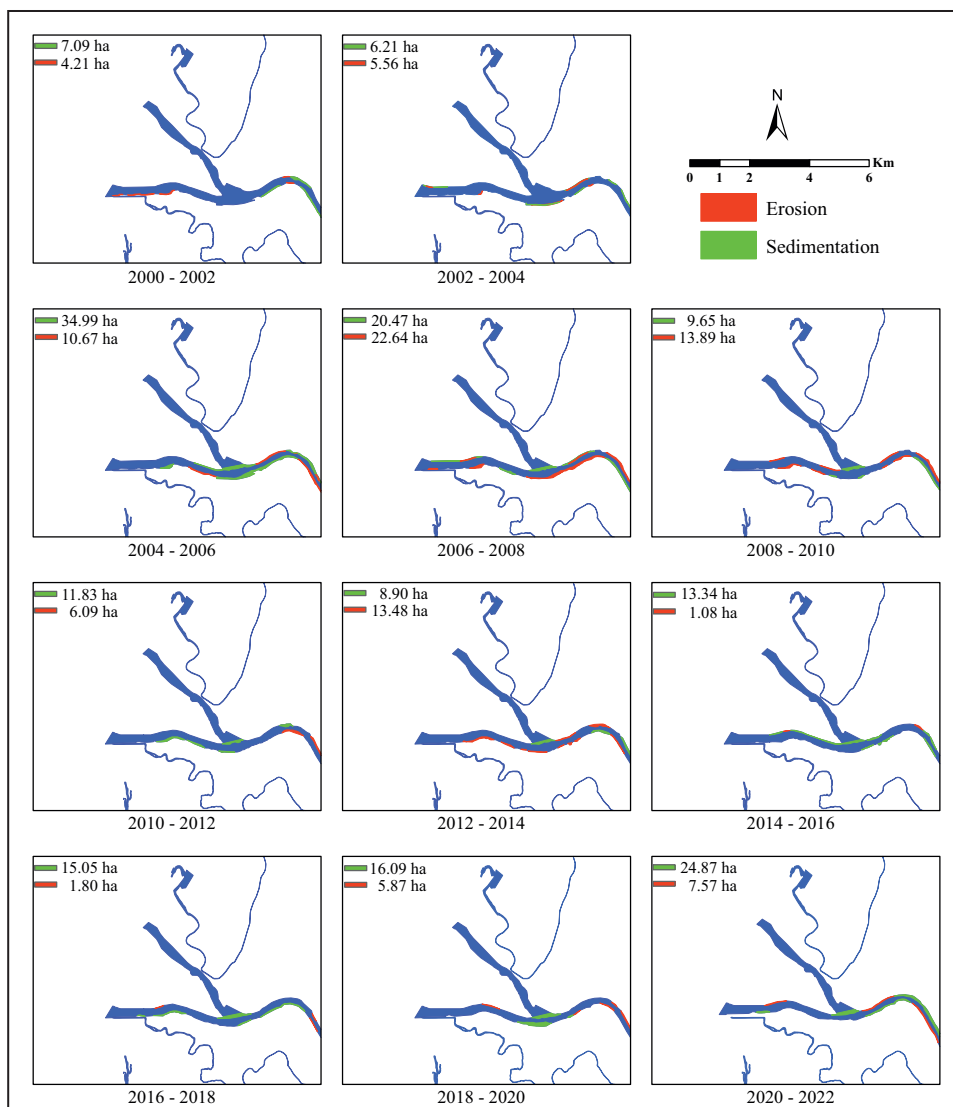 7.09 ha
4.21 ha
2000 - 2002
6.21 ha
5.56 ha
2002 - 2004
N
Km
0 1 2 4 6
Erosion
Sedimentation
34.99 ha
10.67 ha
2004 - 2006
20.47 ha
22.64 ha
2006 - 2008
9.65 ha
13.89 ha
2008 - 2010
11.83 ha
6.09 ha
2010 - 2012
8.90 ha
13.48 ha
2012 - 2014
13.34 ha
1.08 ha
2014 - 2016
15.05 ha
1.80 ha
2016 - 2018
16.09 ha
5.87 ha
2018 - 2020
24.87 ha
7.57 ha
2020 - 2022